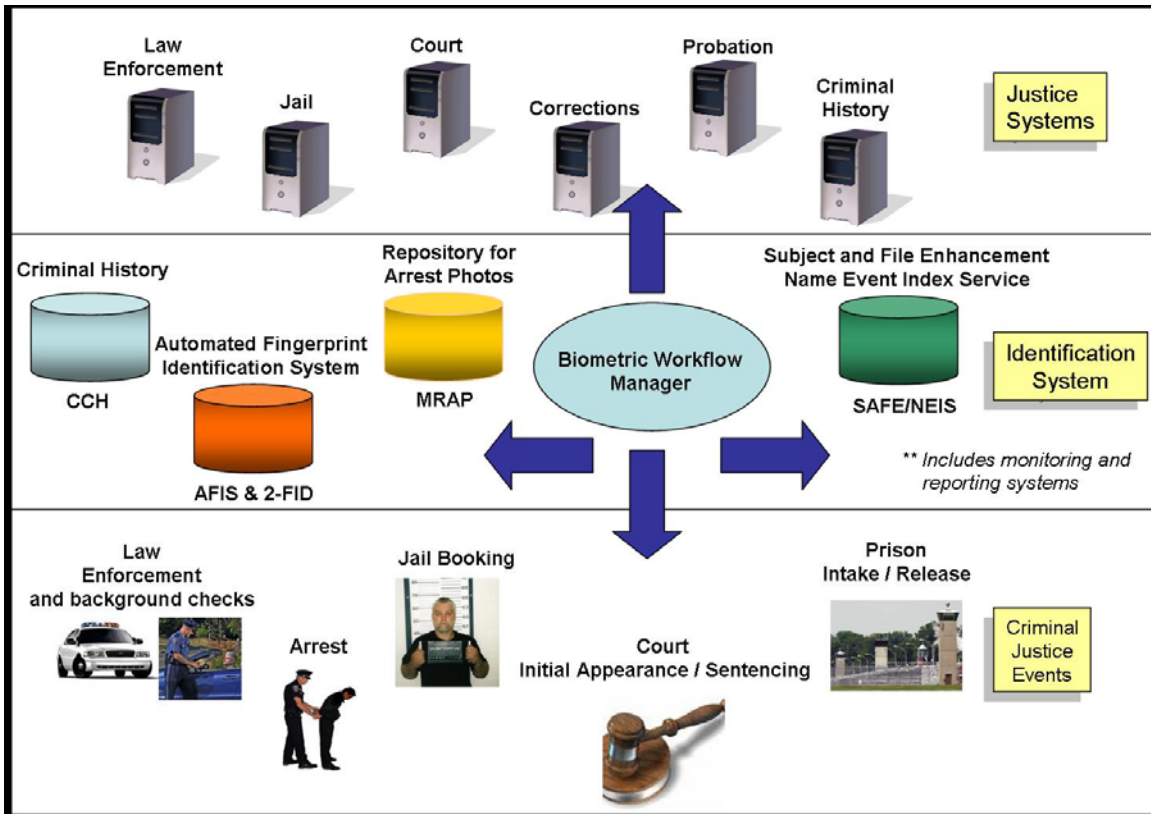 Law
Enforcement
Jail
Court
Corrections
Probation
Criminal
History
Justice
Systems
Criminal History
CCH
Automated Fingerprint
Identification System
AFIS & 2-FID
Repository for
Arrest Photos
MRAP
Biometric Workflow
Manager
Subject and File Enhancement
Name Event Index Service
SAFE/NEIS
Identification
System
** Includes monitoring and
reporting systems
Law
Enforcement
and background checks
Arrest
Jail Booking
Court
Initial Appearance / Sentencing
Prison
Intake / Release
Criminal
Justice
Events